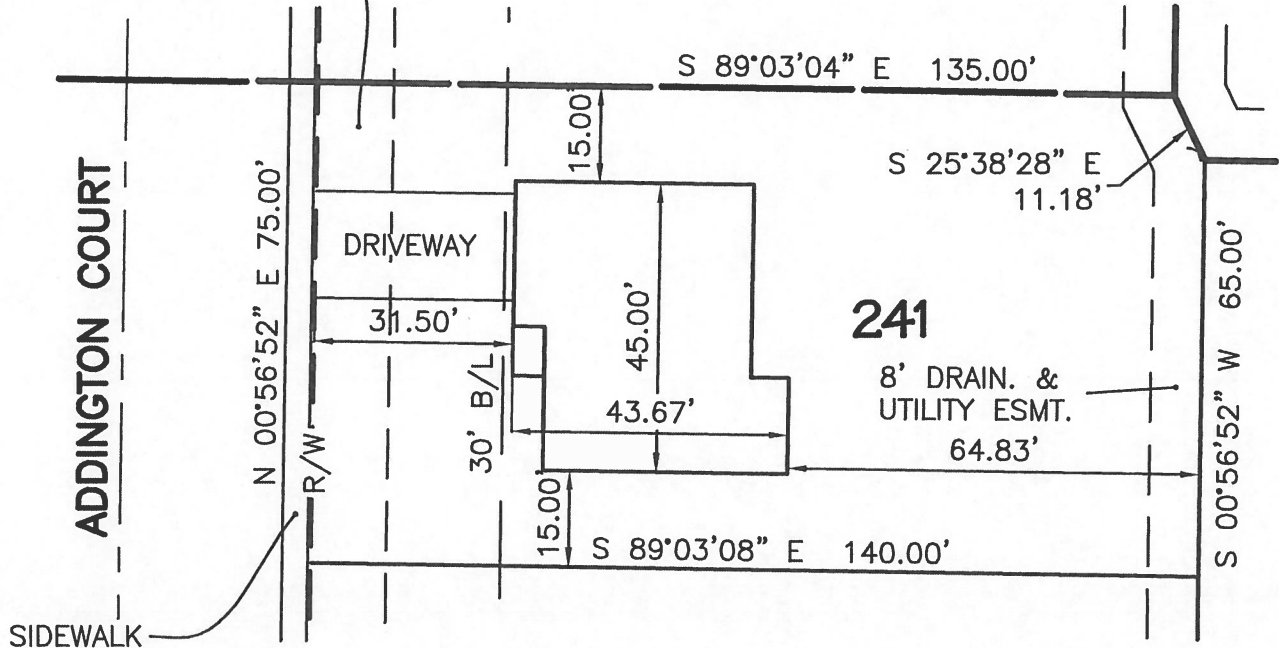 S 89°03'04" E 135.00'
15.00'
S 25°38'28" E
11.18'
ADDINGTON COURT
N 00°56'52" E 75.00'
DRIVEWAY
31.50'
45.00'
241
S 00°56'52" W 65.00'
8' DRAIN. &
UTILITY ESMT.
30' B/L
43.67'
64.83'
R/W
15.00'
S 89°03'08" E 140.00'
SIDEWALK